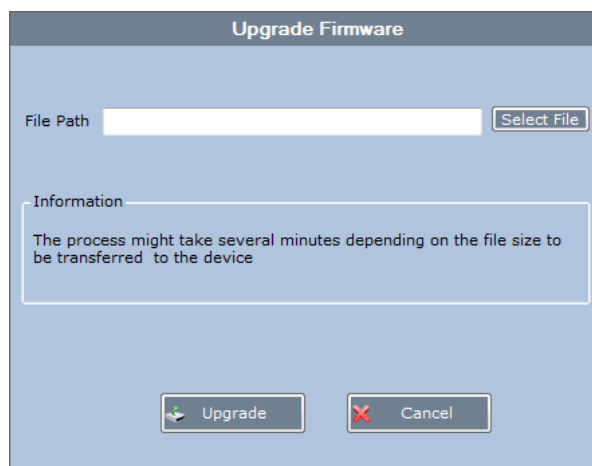 Upgrade Firmware
File Path
Select File
Information
The process might take several minutes depending on the file size to
be transferred  to the device
Upgrade
Cancel